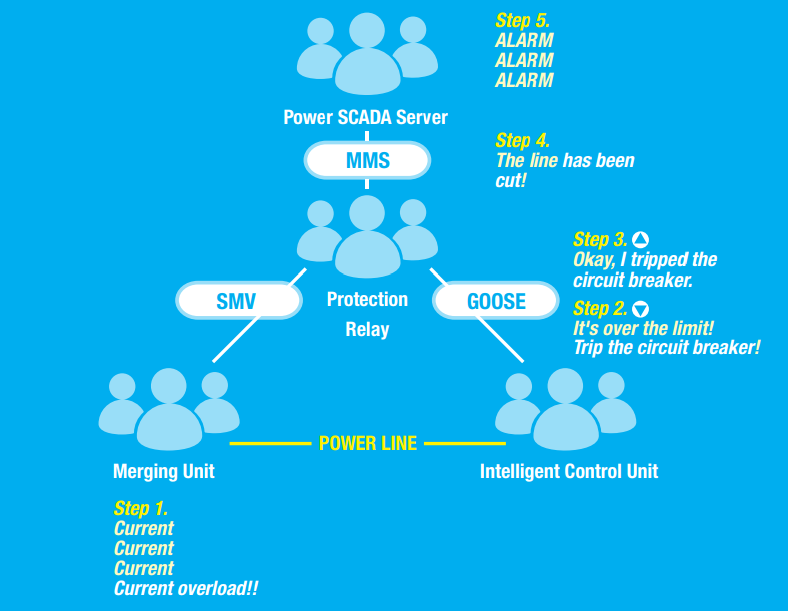 Step 5.
ALARM
ALARM
ALARM
Power SCADA Server
MMS
Step 4.
The line has been
cut!
Step 3.
Okay, I tripped the
circuit breaker.
SMV
Protection
Relay
GOOSE
Step 2.
It's over the limit!
Trip the circuit breaker!
POWER LINE
Merging Unit
Intelligent Control Unit
Step 1.
Current
Current
Current
Current overload!!